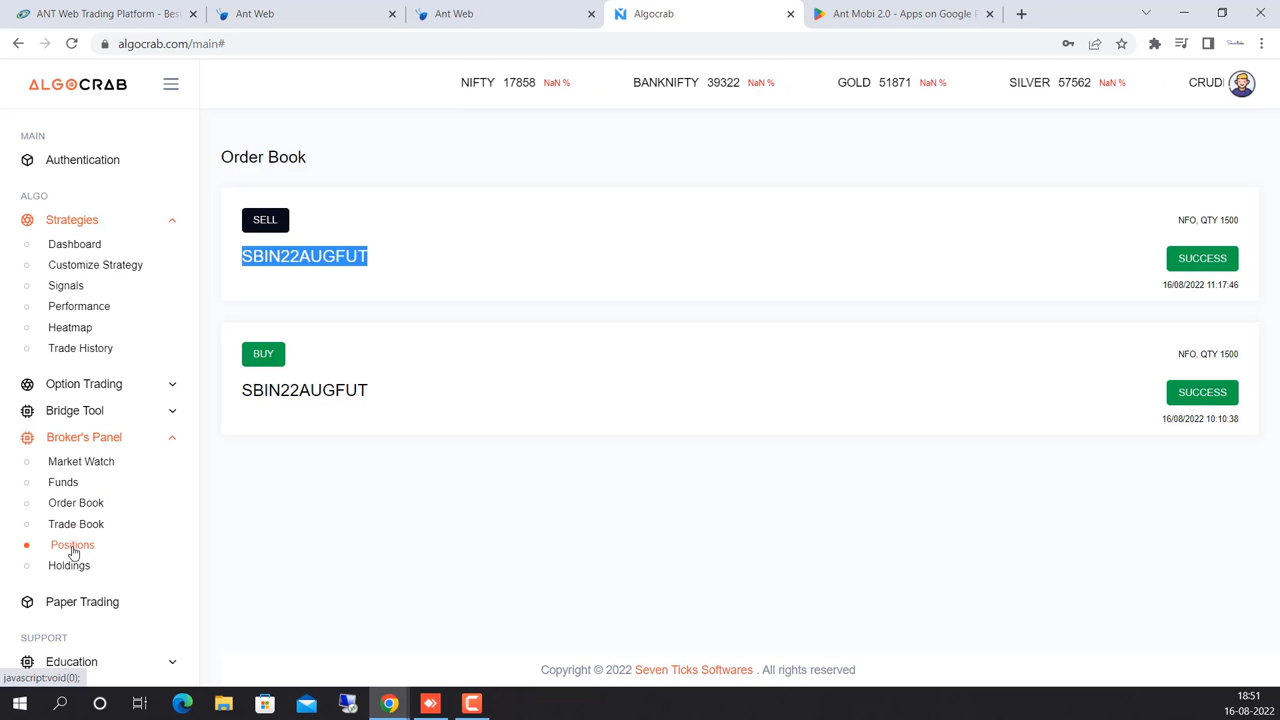 ANT Web Trading Platform - Bes
Ant Web
Ant Web
Algocrab
Ant Mobi 2.0 - Apps on Google P
algocrab.com/main#
ALGOCRAB
NIFTY 17858 NaN %
BANKNIFTY 39322 NaN %
GOLD 51871 NaN %
SILVER 57562 NaN %
CRUD
MAIN
Authentication
ALGO
Strategies
Dashboard
Customize Strategy
Signals
Performance
Heatmap
Trade History
Option Trading
Bridge Tool
Broker's Panel
Market Watch
Funds
Order Book
Trade Book
Positions
Holdings
Paper Trading
SUPPORT
Education
javascript:void(0);
Order Book
SELL
NFO, QTY 1500
SBIN22AUGFUT
SUCCESS
16/08/2022 11:17:46
BUY
NFO, QTY 1500
SBIN22AUGFUT
SUCCESS
16/08/2022 10:10:38
Copyright © 2022 Seven Ticks Softwares . All rights reserved
18:51
16-08-2022